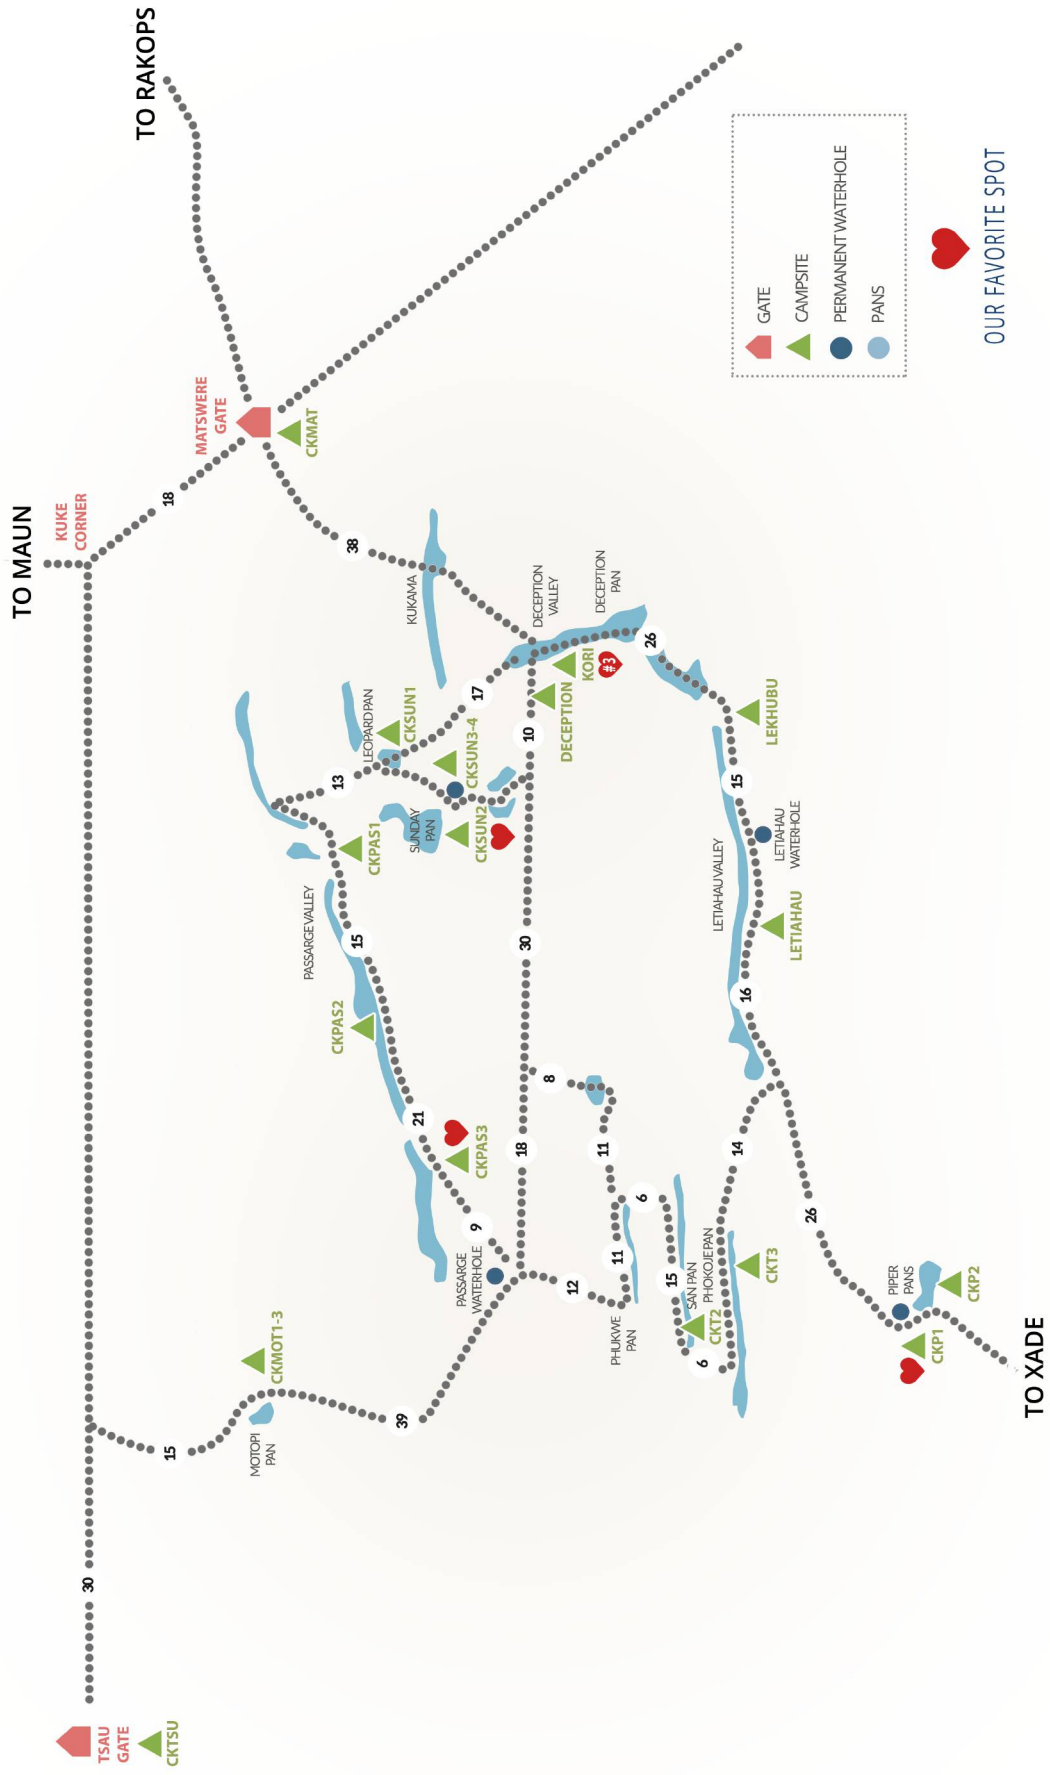 TO RAKOPS
TO MAUN
KUKE
CORNER
MATSWERE
GATE
18
CKMAT
38
KUKAMA
DECEPTION
VALLEY
DECEPTION
PAN
26
KORI
#3
DECEPTION
10
17
LEOPARD PAN
CKSUN1
CKSUN3-4
13
SUNDAY
PAN
CKSUN2
CKPAS1
PASSARGE VALLEY
15
CKPAS2
21
CKPAS3
9
PASSARGE
WATERHOLE
30
18
8
11
11
12
PHUKWE
PAN
6
15
SAN PAN
PHOKOJE PAN
CKT2
6
CKT3
14
LEKHUBU
15
LETIAHAU
WATERHOLE
LETIAHAU VALLEY
LETIAHAU
16
26
PIPER
PANS
CKP2
CKP1
TO XADE
CKMOT1-3
MOTOPI
PAN
39
15
30
TSAU
GATE
CKTSU
GATE
CAMPSITE
PERMANENT WATERHOLE
PANS
OUR FAVORITE SPOT